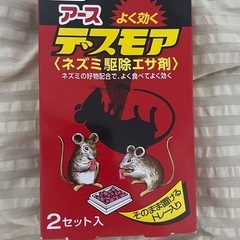 アース
よく効く
デスモア
〈ネズミ駆除エサ剤〉
ネズミの好物配合で、よく食べてよく効く
そのまま置ける
トレー入り
2セット入